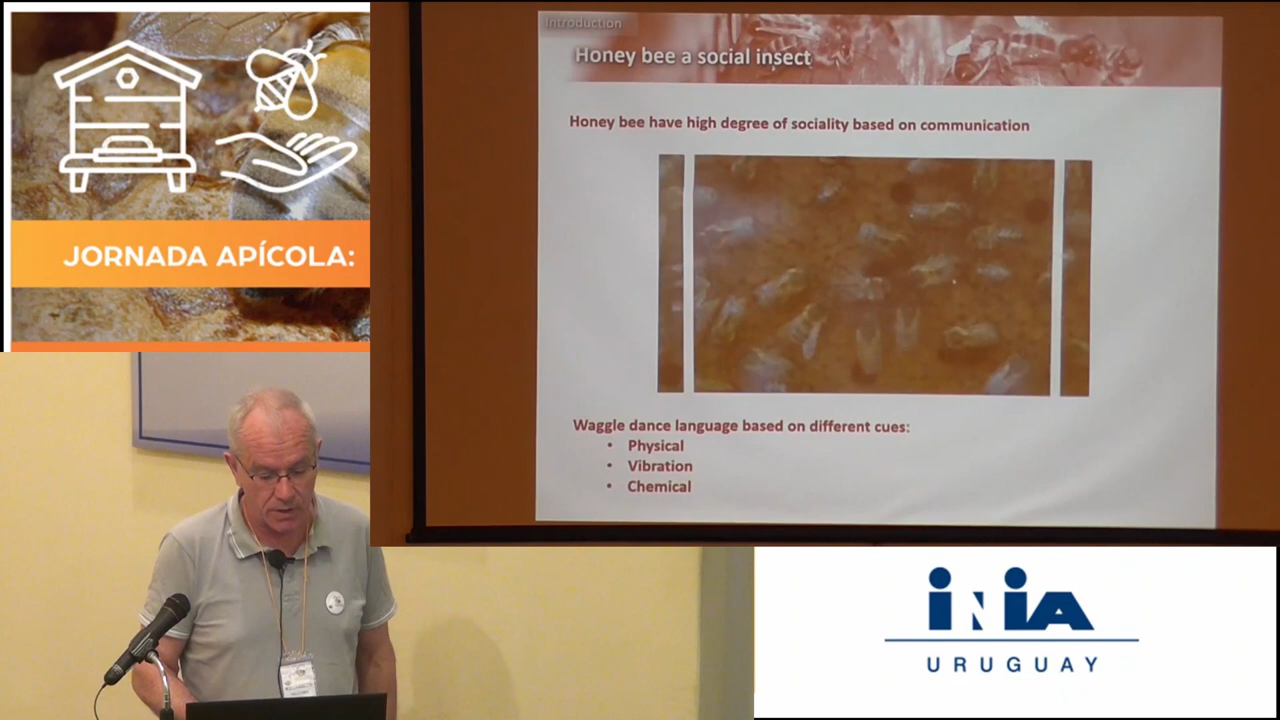 JORNADA APÍCOLA:
Introduction
Honey bee a social insect
Honey bee have high degree of sociality based on communication
Waggle dance language based on different cues:
• Physical
• Vibration
• Chemical
iNiA
URUGUAY